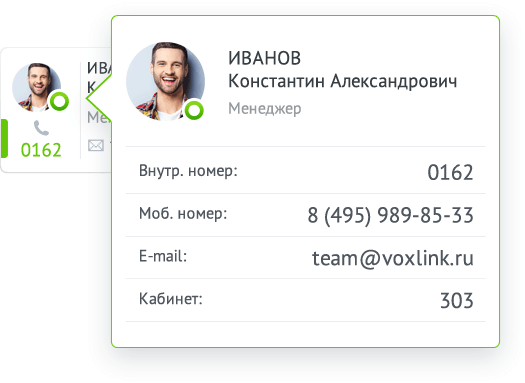 ИВАНОВ
Константин Александрович
Менеджер
Внутр. номер: 0162
Моб. номер: 8 (495) 989-85-33
E-mail: team@voxlink.ru
Кабинет: 303
0162